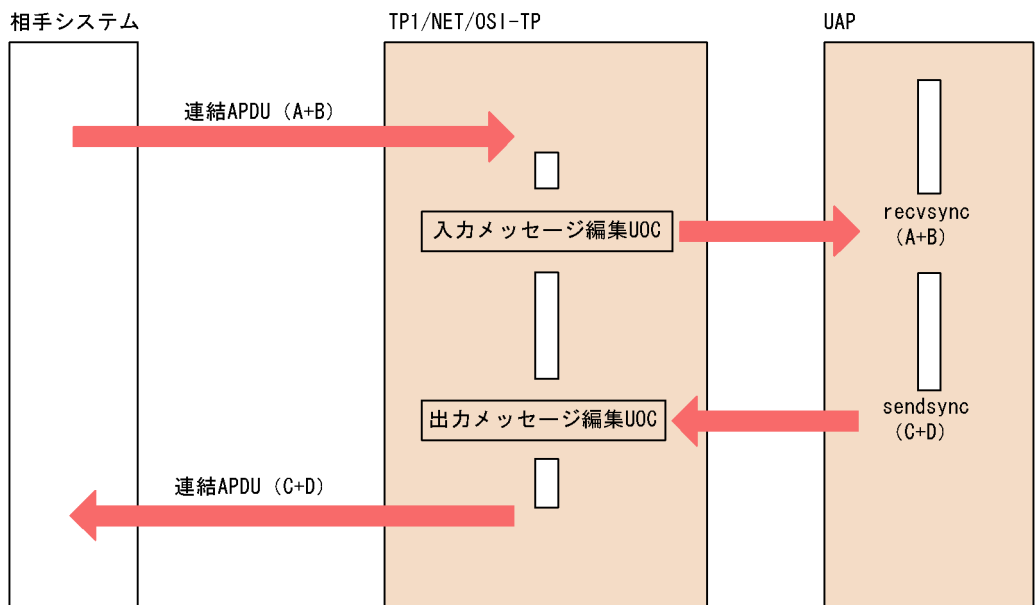 相手システム
TP1/NET/OSI-TP
UAP
連結APDU (A+B)
入力メッセージ編集UOC
recvsync
(A+B)
出力メッセージ編集UOC
sendsync
(C+D)
連結APDU (C+D)